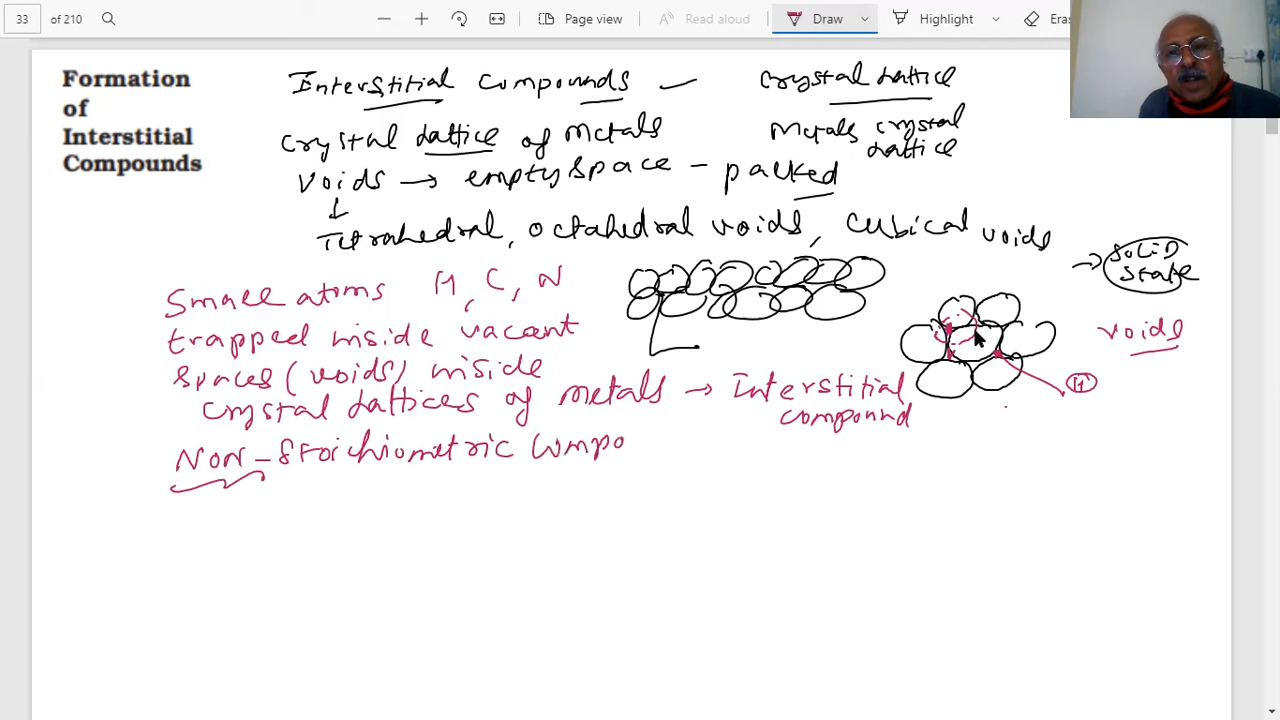 33 of 210 Page view Read aloud Draw Highlight
Formation
of
Interstitial
Compounds
Interstitial Compounds — Crystal Lattice
Crystal Lattice of Metals
Metals crystal
Lattice
Voids → empty space - packed
Tetrahedral, octahedral voids, Cubical voids
→ SOLID
State
Small atoms H, C, N
trapped inside vacant
spaces (voids) inside
crystal Lattices of metals → Interstitial
compound
voids
H
Non-Stoichiometric Compo